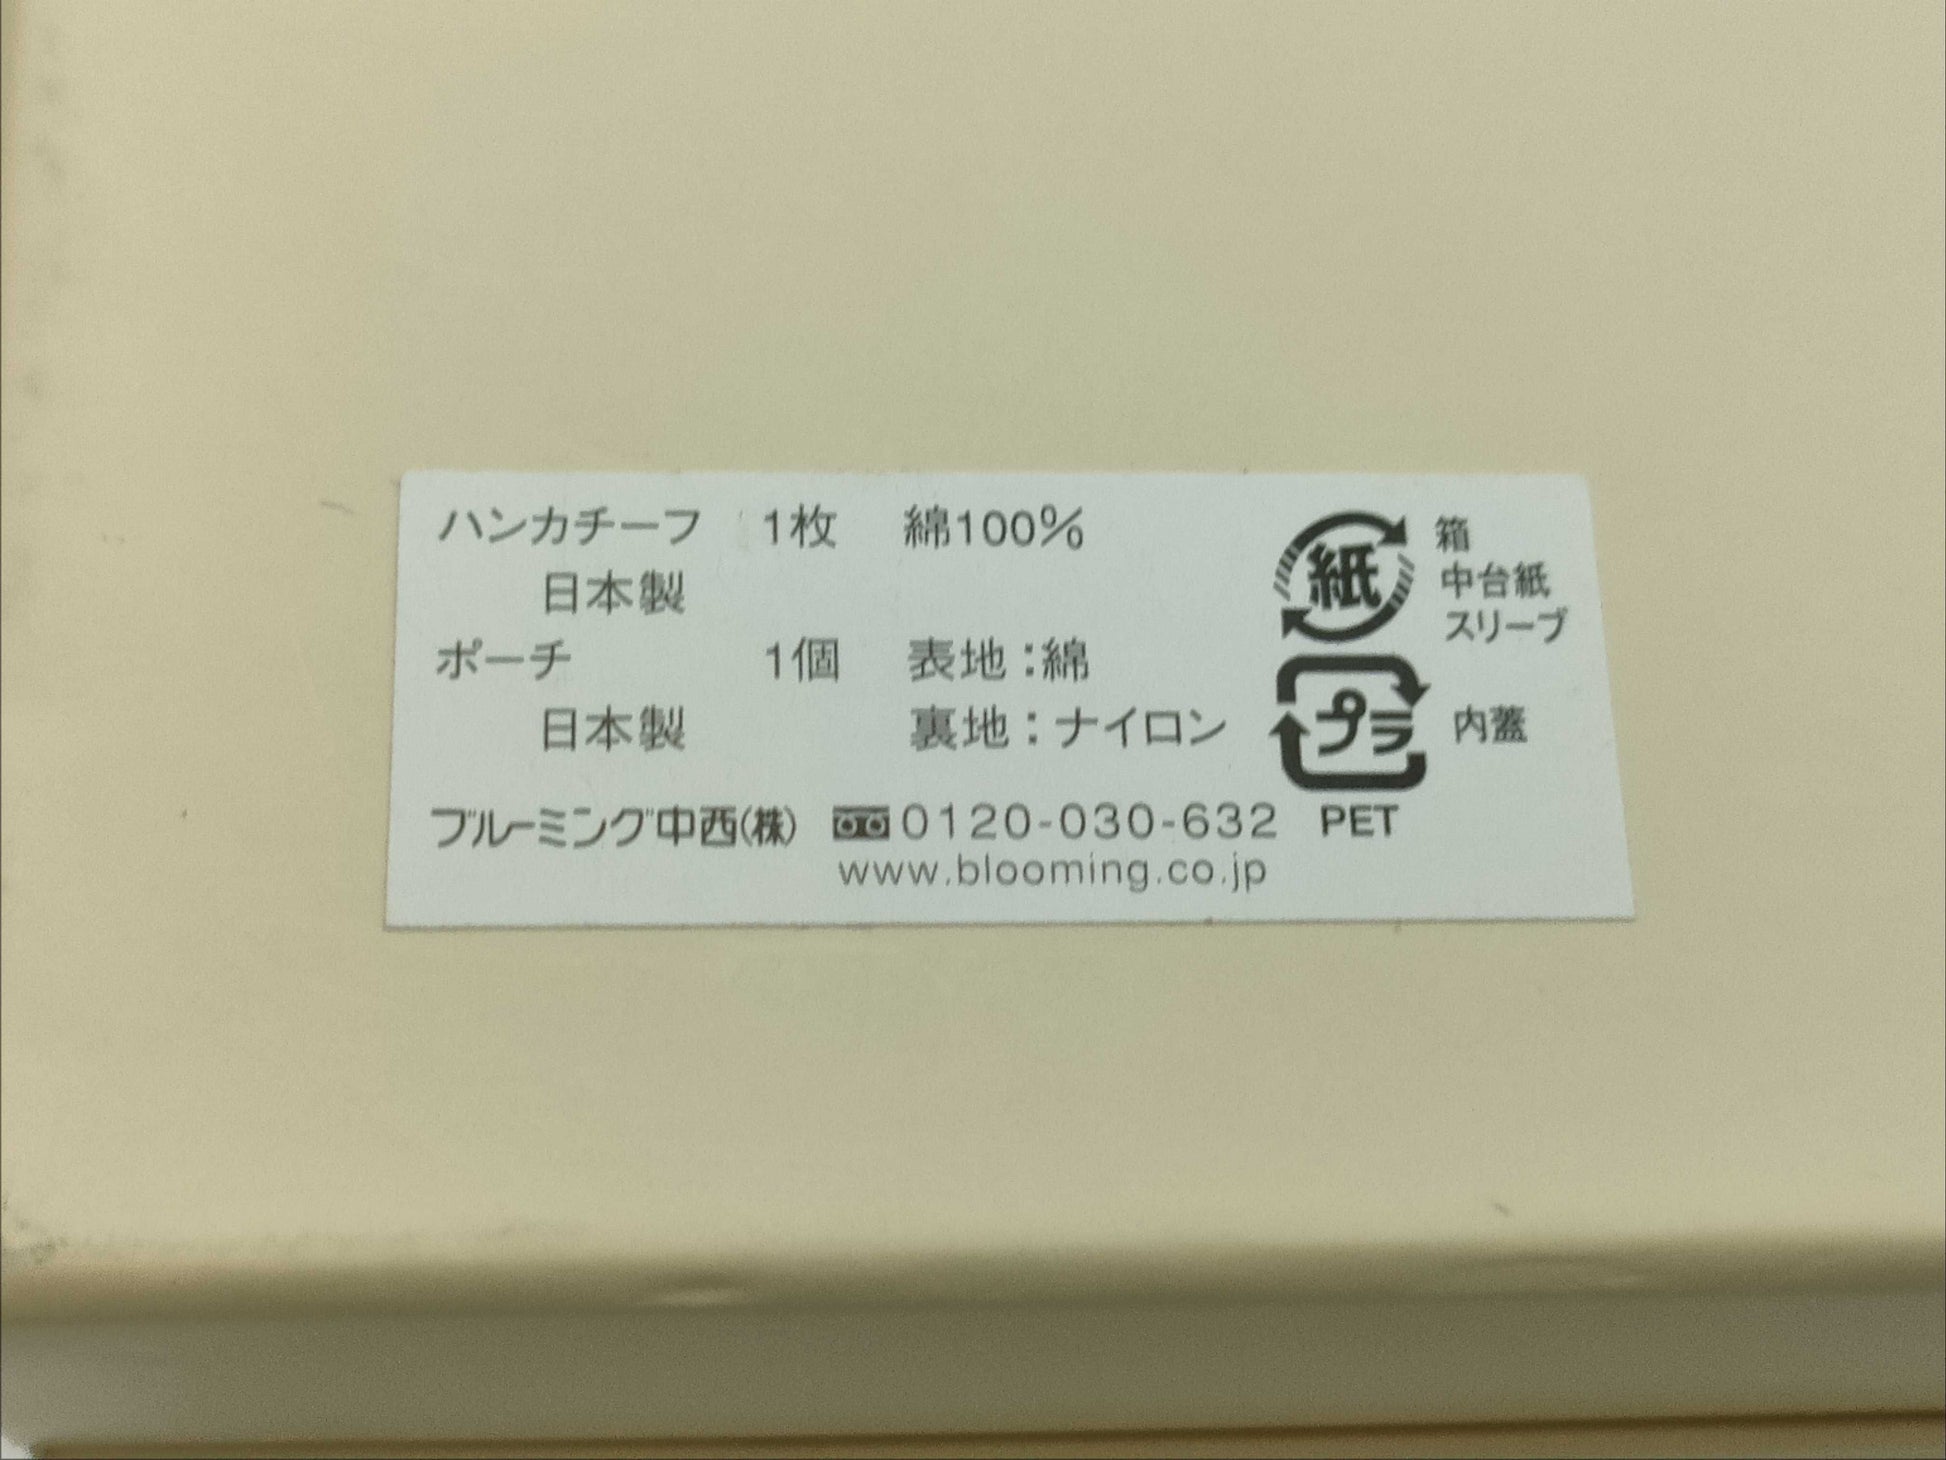 ハンカチーフ 1枚 綿100%
日本製
ポーチ 1個 表地:綿
日本製 裏地:ナイロン
ブルーミング中西(株) 0120-030-632
www.blooming.co.jp
紙
箱
中台紙
スリーブ
プラ 内蓋
PET